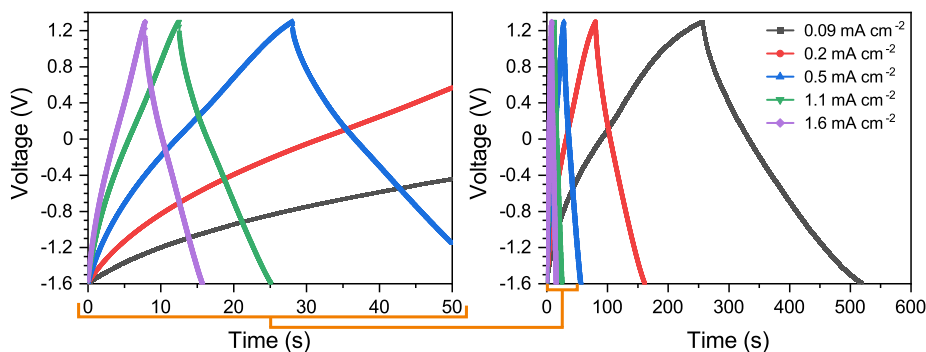 1.2
0.8
0.4
0
-0.4
-0.8
-1.2
-1.6
Voltage (V)
0 10 20 30 40 50
Time (s)
1.2
0.8
0.4
0
-0.4
-0.8
-1.2
-1.6
Voltage (V)
0 100 200 300 400 500 600
Time (s)
0.09 mA cm-2
0.2 mA cm-2
0.5 mA cm-2
1.1 mA cm-2
1.6 mA cm-2